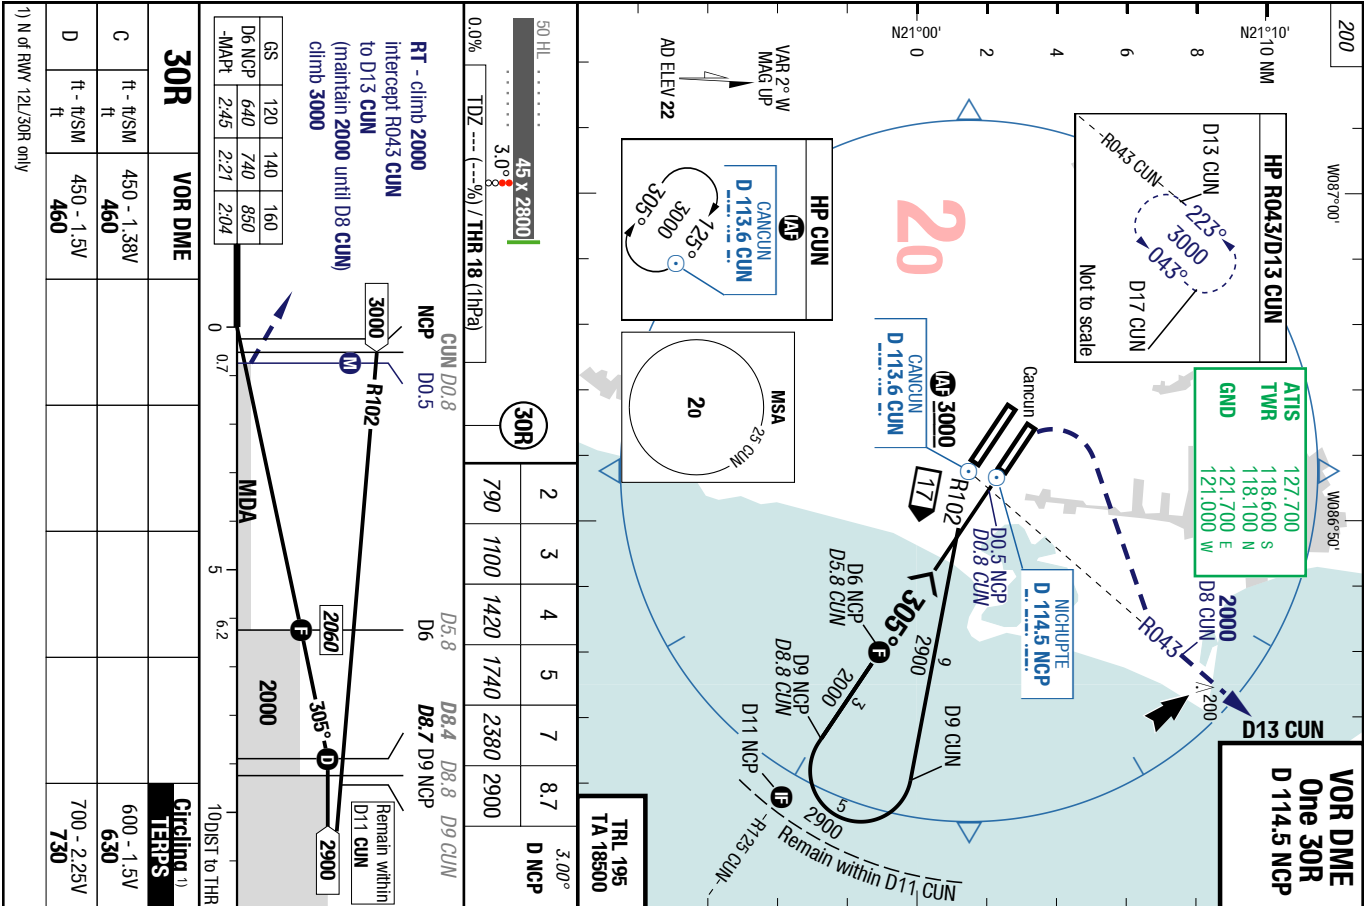 200
VOR DME
One 30R
D 114.5 NCP
N21°10'
10 NM
8
6
4
2
0
N21°00'
W087°00'
W086°50'
HP R043/D13 CUN
D13 CUN
R043 CUN
223°
3000
043°
D17 CUN
Not to scale
ATIS 127.700
TWR 118.600 S
118.100 N
GND 121.700 E
121.000 W
2000
D8 CUN
R043
200
D13 CUN
20
VAR 2° W
MAG UP
AD ELEV 22
HP CUN
IAF
CANCUN
D 113.6 CUN
125°
3000
305°
MSA
25 CUN
20
Cancun
IAF 3000
CANCUN
D 113.6 CUN
R102
17
NICHUPTE
D 114.5 NCP
D0.5 NCP
D0.8 CUN
305°
D6 NCP
D5.8 CUN
F
9
2900
3
2000
D9 NCP
D8.8 CUN
D9 CUN
D11 NCP
IF
5
2900
R125 CUN
Remain within D11 CUN
TRL 195
TA 18500
50 HL
45 x 2800
3.0°
0.0%
TDZ --- (---%) / THR 18 (1hPa)
30R
2 3 4 5 7 8.7 3.00°
790 1100 1420 1740 2380 2900 D NCP
RT - climb 2000
intercept R043 CUN
to D13 CUN
(maintain 2000 until D8 CUN)
climb 3000
CUN D0.8 D5.8 D8.4 D8.8 D9 CUN
NCP D0.5 D6 D8.7 D9 NCP
3000
M
R102
2060
F
305°
D
2900
Remain within
D11 CUN
MDA
2000
0 0.7 5 6.2 10 DIST to THR
GS 120 140 160
D6 NCP 640 740 850
-MAPt 2:45 2:21 2:04
30R VOR DME Circling 1)
TERPS
C ft - ft/SM 450 - 1.38V 600 - 1.5V
ft 460 630
D ft - ft/SM 450 - 1.5V 700 - 2.25V
ft 460 730
1) N of RWY 12L/30R only